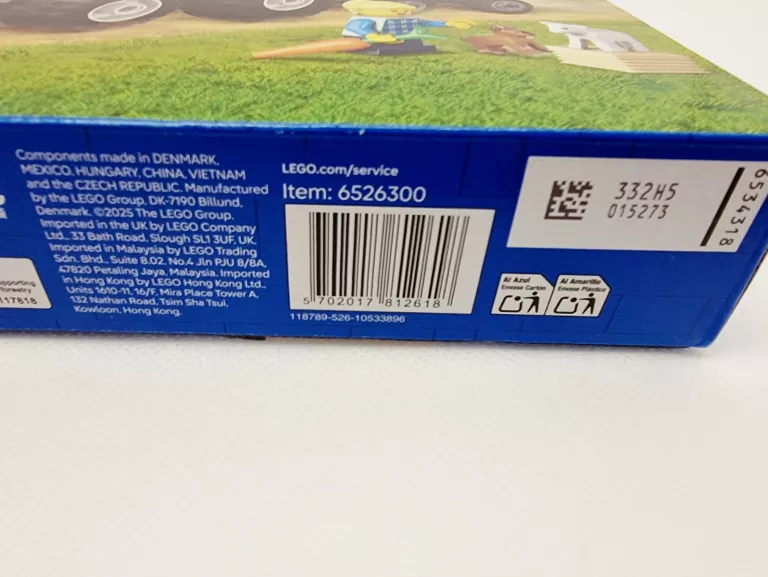 Components made in DENMARK,
MEXICO, HUNGARY, CHINA, VIETNAM
and the CZECH REPUBLIC. Manufactured
by the LEGO Group, DK-7190 Billund,
Denmark. ©2025 The LEGO Group.
Imported in the UK by LEGO Company
Ltd., 33 Bath Road, Slough SL1 3UF, UK.
Imported in Malaysia by LEGO Trading
Sdn. Bhd., Suite 8.02, No.4 Jln PJU 8/8A,
47820 Petaling Jaya, Malaysia. Imported
in Hong Kong by LEGO Hong Kong Ltd.,
Units 1610-11, 16/F, Mira Place Tower A,
132 Nathan Road, Tsim Sha Tsui,
Kowloon, Hong Kong.
pporting
forestry
117818
LEGO.com/service
Item: 6526300
5 702017 812618
118789-526-10533896
332H5
015273
6534318
Al Azul
Envase Cartón
Al Amarillo
Envase Plástico